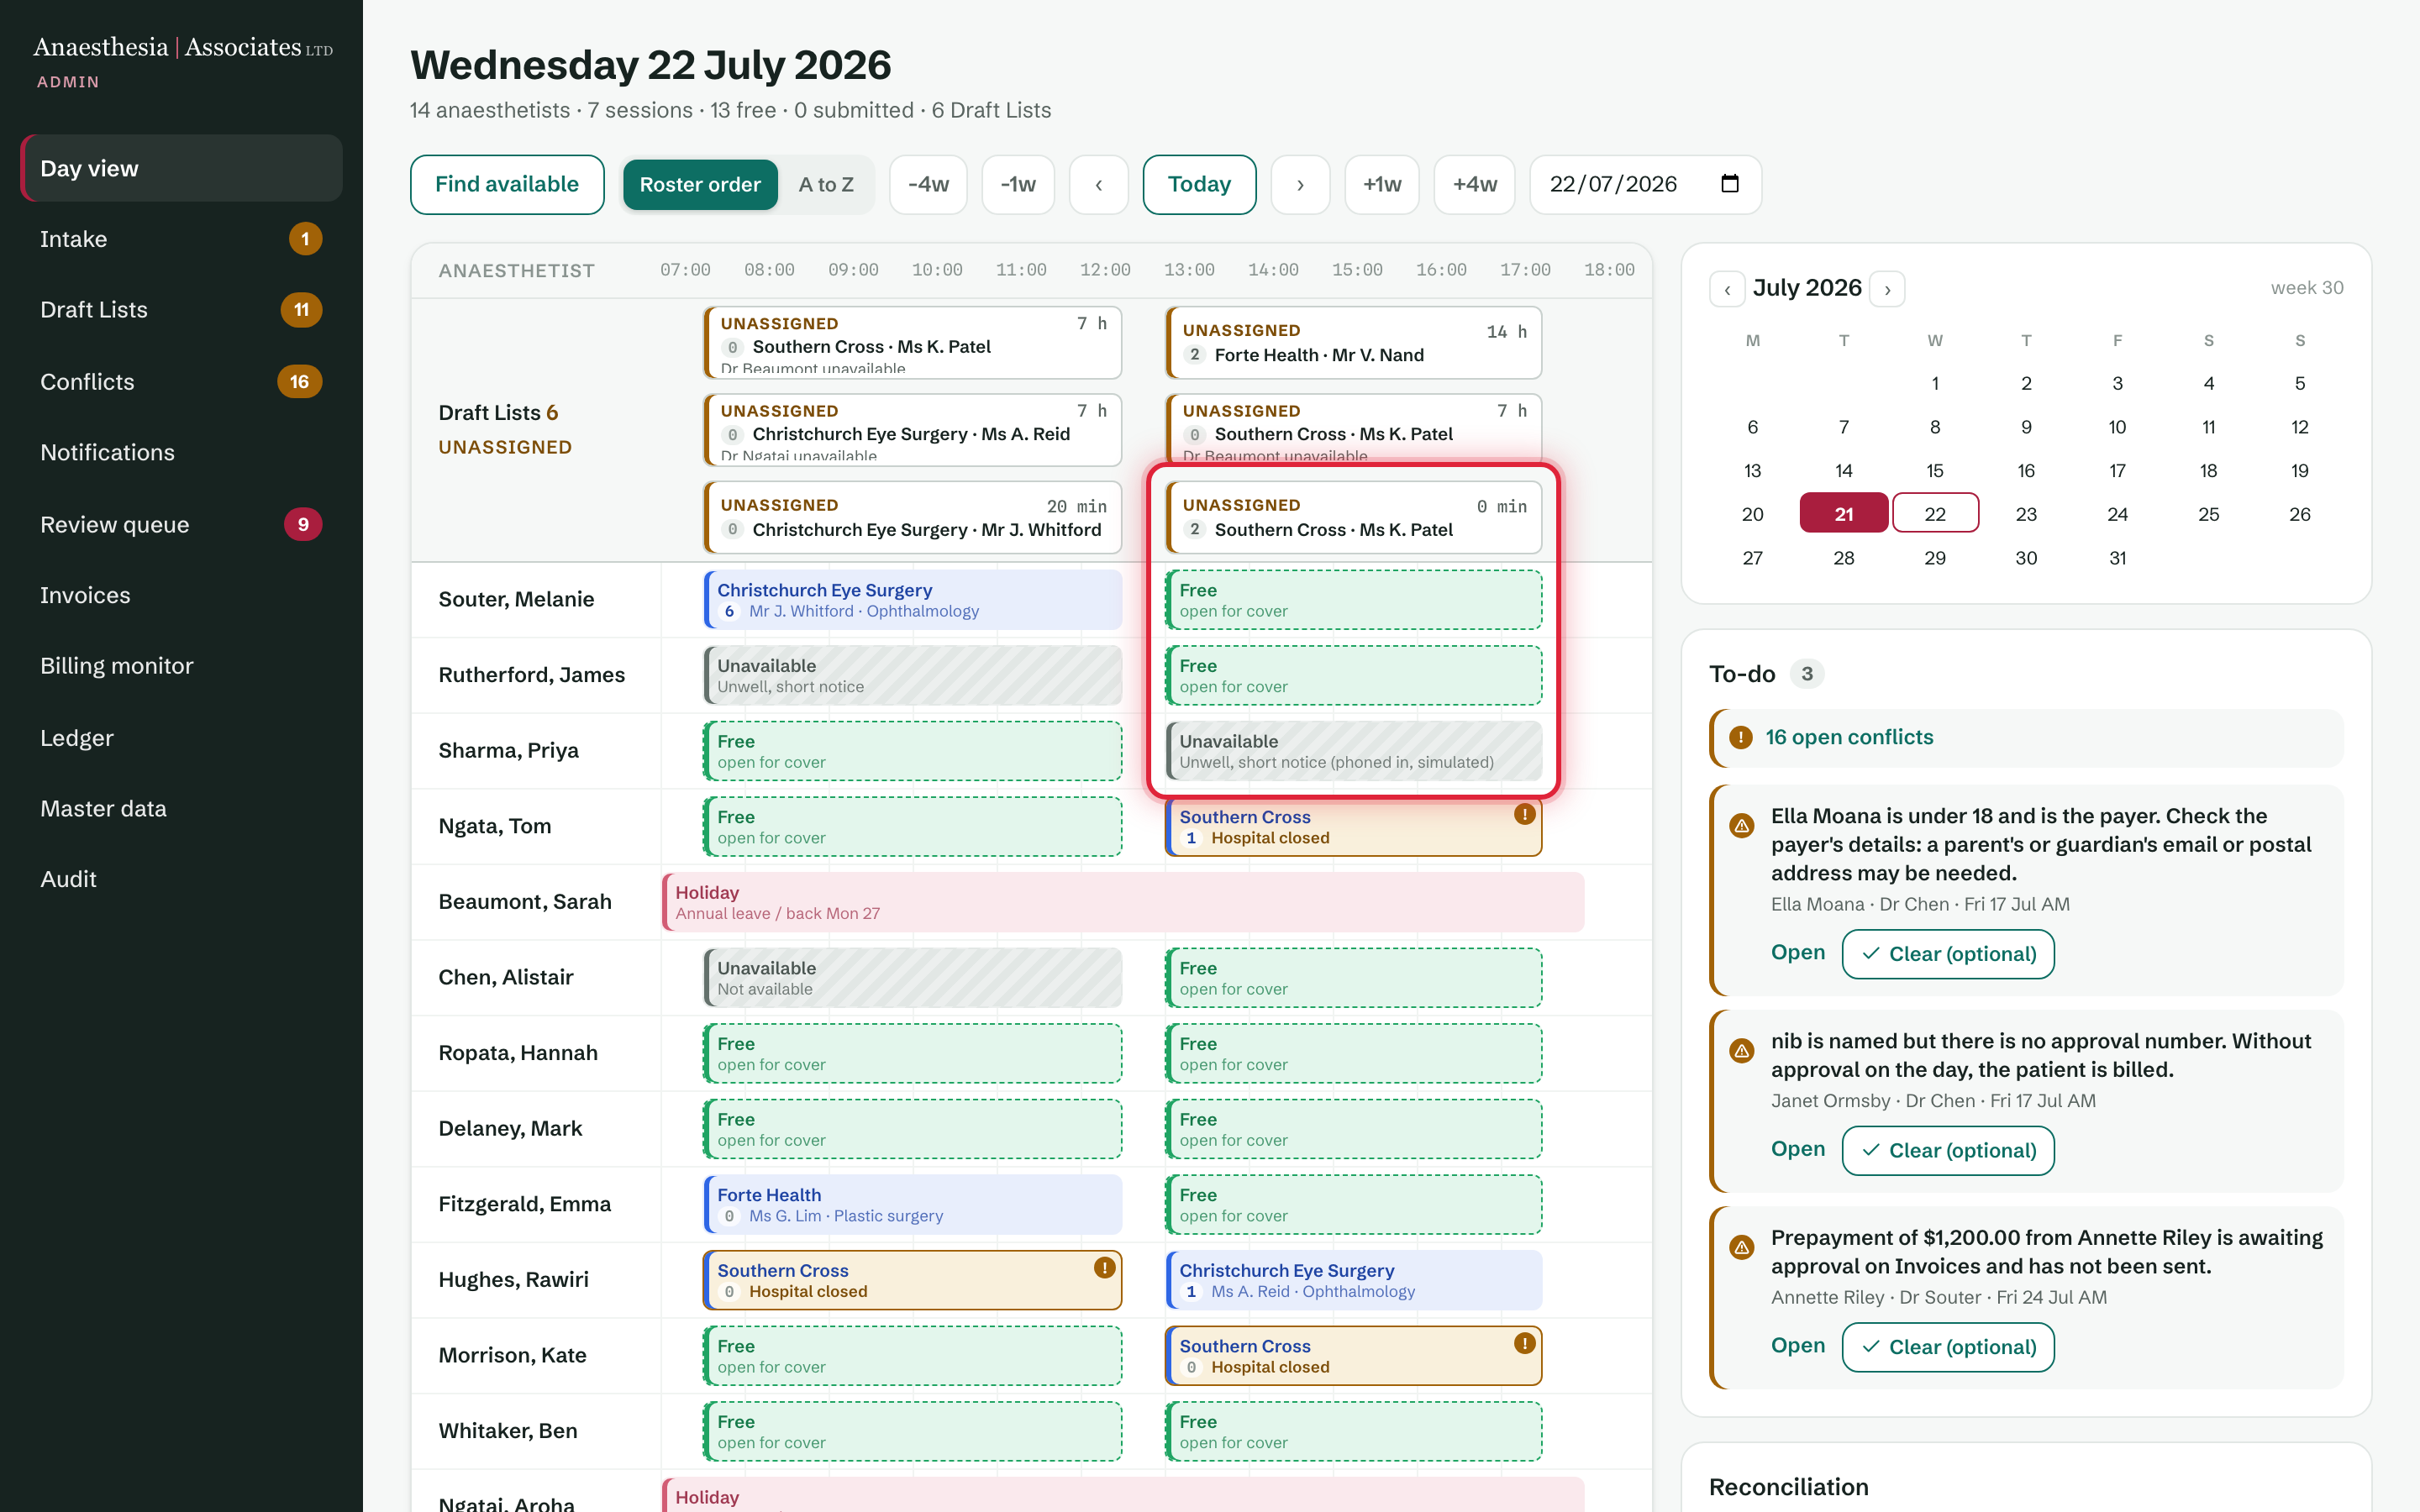 Anaesthesia | Associates LTD
ADMIN
Day view
Intake 1
Draft Lists 11
Conflicts 16
Notifications
Review queue 9
Invoices
Billing monitor
Ledger
Master data
Audit
Wednesday 22 July 2026
14 anaesthetists · 7 sessions · 13 free · 0 submitted · 6 Draft Lists
Find available Roster order A to Z -4w -1w ‹ Today › +1w +4w 22/07/2026
ANAESTHETIST 07:00 08:00 09:00 10:00 11:00 12:00 13:00 14:00 15:00 16:00 17:00 18:00
Draft Lists 6
UNASSIGNED
UNASSIGNED 7 h
0 Southern Cross · Ms K. Patel
Dr Beaumont unavailable
UNASSIGNED 14 h
2 Forte Health · Mr V. Nand
UNASSIGNED 7 h
0 Christchurch Eye Surgery · Ms A. Reid
Dr Ngatai unavailable
UNASSIGNED 7 h
0 Southern Cross · Ms K. Patel
Dr Beaumont unavailable
UNASSIGNED 20 min
0 Christchurch Eye Surgery · Mr J. Whitford
UNASSIGNED 0 min
2 Southern Cross · Ms K. Patel
Souter, Melanie
Christchurch Eye Surgery
6 Mr J. Whitford · Ophthalmology
Free
open for cover
Rutherford, James
Unavailable
Unwell, short notice
Free
open for cover
Sharma, Priya
Free
open for cover
Unavailable
Unwell, short notice (phoned in, simulated)
Ngata, Tom
Free
open for cover
Southern Cross !
1 Hospital closed
Beaumont, Sarah
Holiday
Annual leave / back Mon 27
Chen, Alistair
Unavailable
Not available
Free
open for cover
Ropata, Hannah
Free
open for cover
Free
open for cover
Delaney, Mark
Free
open for cover
Free
open for cover
Fitzgerald, Emma
Forte Health
0 Ms G. Lim · Plastic surgery
Free
open for cover
Hughes, Rawiri
Southern Cross !
0 Hospital closed
Christchurch Eye Surgery
1 Ms A. Reid · Ophthalmology
Morrison, Kate
Free
open for cover
Southern Cross !
0 Hospital closed
Whitaker, Ben
Free
open for cover
Free
open for cover
Ngatai, Aroha
Holiday
‹ July 2026 › week 30
M T W T F S S
1 2 3 4 5
6 7 8 9 10 11 12
13 14 15 16 17 18 19
20 21 22 23 24 25 26
27 28 29 30 31
To-do 3
! 16 open conflicts
Ella Moana is under 18 and is the payer. Check the
payer's details: a parent's or guardian's email or postal
address may be needed.
Ella Moana · Dr Chen · Fri 17 Jul AM
Open ✓ Clear (optional)
nib is named but there is no approval number. Without
approval on the day, the patient is billed.
Janet Ormsby · Dr Chen · Fri 17 Jul AM
Open ✓ Clear (optional)
Prepayment of $1,200.00 from Annette Riley is awaiting
approval on Invoices and has not been sent.
Annette Riley · Dr Souter · Fri 24 Jul AM
Open ✓ Clear (optional)
Reconciliation